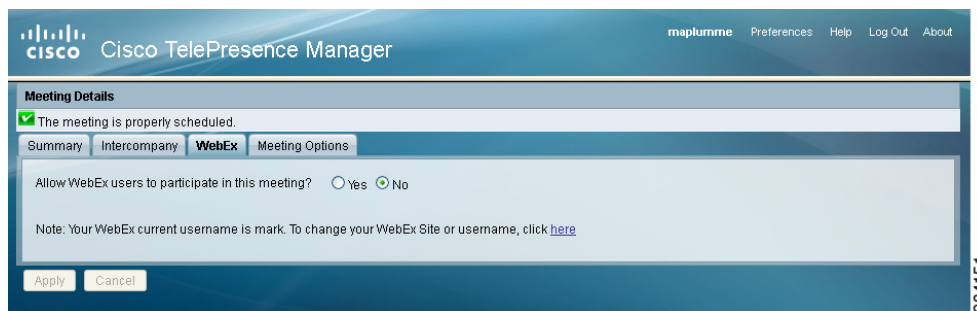 cisco Cisco TelePresence Manager
maplumme Preferences Help Log Out About
Meeting Details
The meeting is properly scheduled.
Summary Intercompany WebEx Meeting Options
Allow WebEx users to participate in this meeting? Yes No
Note: Your WebEx current username is mark. To change your WebEx Site or username, click here
Apply Cancel